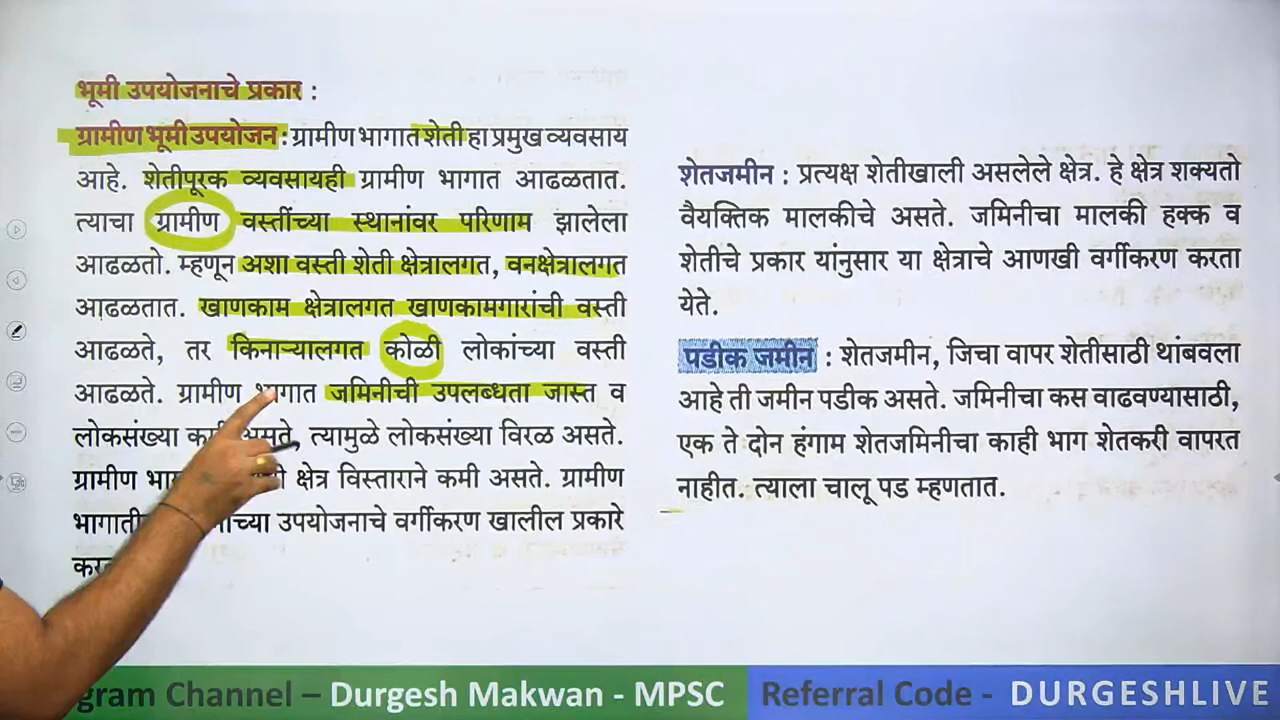 भूमी उपयोजनाचे प्रकार :
ग्रामीण भूमी उपयोजन : ग्रामीण भागात शेती हा प्रमुख व्यवसाय
आहे. शेतीपूरक व्यवसायही ग्रामीण भागात आढळतात.
त्याचा ग्रामीण वस्तींच्या स्थानांवर परिणाम झालेला
आढळतो. म्हणून अशा वस्ती शेती क्षेत्रालगत, वनक्षेत्रालगत
आढळतात. खाणकाम क्षेत्रालगत खाणकामगारांची वस्ती
आढळते, तर किनाऱ्यालगत कोळी लोकांच्या वस्ती
आढळते. ग्रामीण भागात जमिनीची उपलब्धता जास्त व
लोकसंख्या असते, त्यामुळे लोकसंख्या विरळ असते.
ग्रामीण क्षेत्र विस्ताराने कमी असते. ग्रामीण
उपयोजनाचे वर्गीकरण खालील प्रकारे
शेतजमीन : प्रत्यक्ष शेतीखाली असलेले क्षेत्र. हे क्षेत्र शक्यतो
वैयक्तिक मालकीचे असते. जमिनीचा मालकी हक्क व
शेतीचे प्रकार यांनुसार या क्षेत्राचे आणखी वर्गीकरण करता
येते.
पडीक जमीन : शेतजमीन, जिचा वापर शेतीसाठी थांबवला
आहे ती जमीन पडीक असते. जमिनीचा कस वाढवण्यासाठी,
एक ते दोन हंगाम शेतजमिनीचा काही भाग शेतकरी वापरत
नाहीत. त्याला चालू पड म्हणतात.
gram Channel – Durgesh Makwan - MPSC
Referral Code - DURGESHLIVE